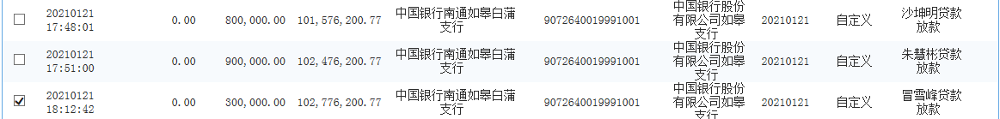 20210121
17:48:01
0.00
800,000.00
101,576,200.77
中国银行南通如皋白蒲
支行
9072640019991001
中国银行股份
有限公司如皋
支行
20210121
自定义
沙坤明贷款
放款
20210121
17:51:00
0.00
900,000.00
102,476,200.77
中国银行南通如皋白蒲
支行
9072640019991001
中国银行股份
有限公司如皋
支行
20210121
自定义
朱慧彬贷款
放款
20210121
18:12:42
0.00
300,000.00
102,776,200.77
中国银行南通如皋白蒲
支行
9072640019991001
中国银行股份
有限公司如皋
支行
20210121
自定义
冒雪峰贷款
放款